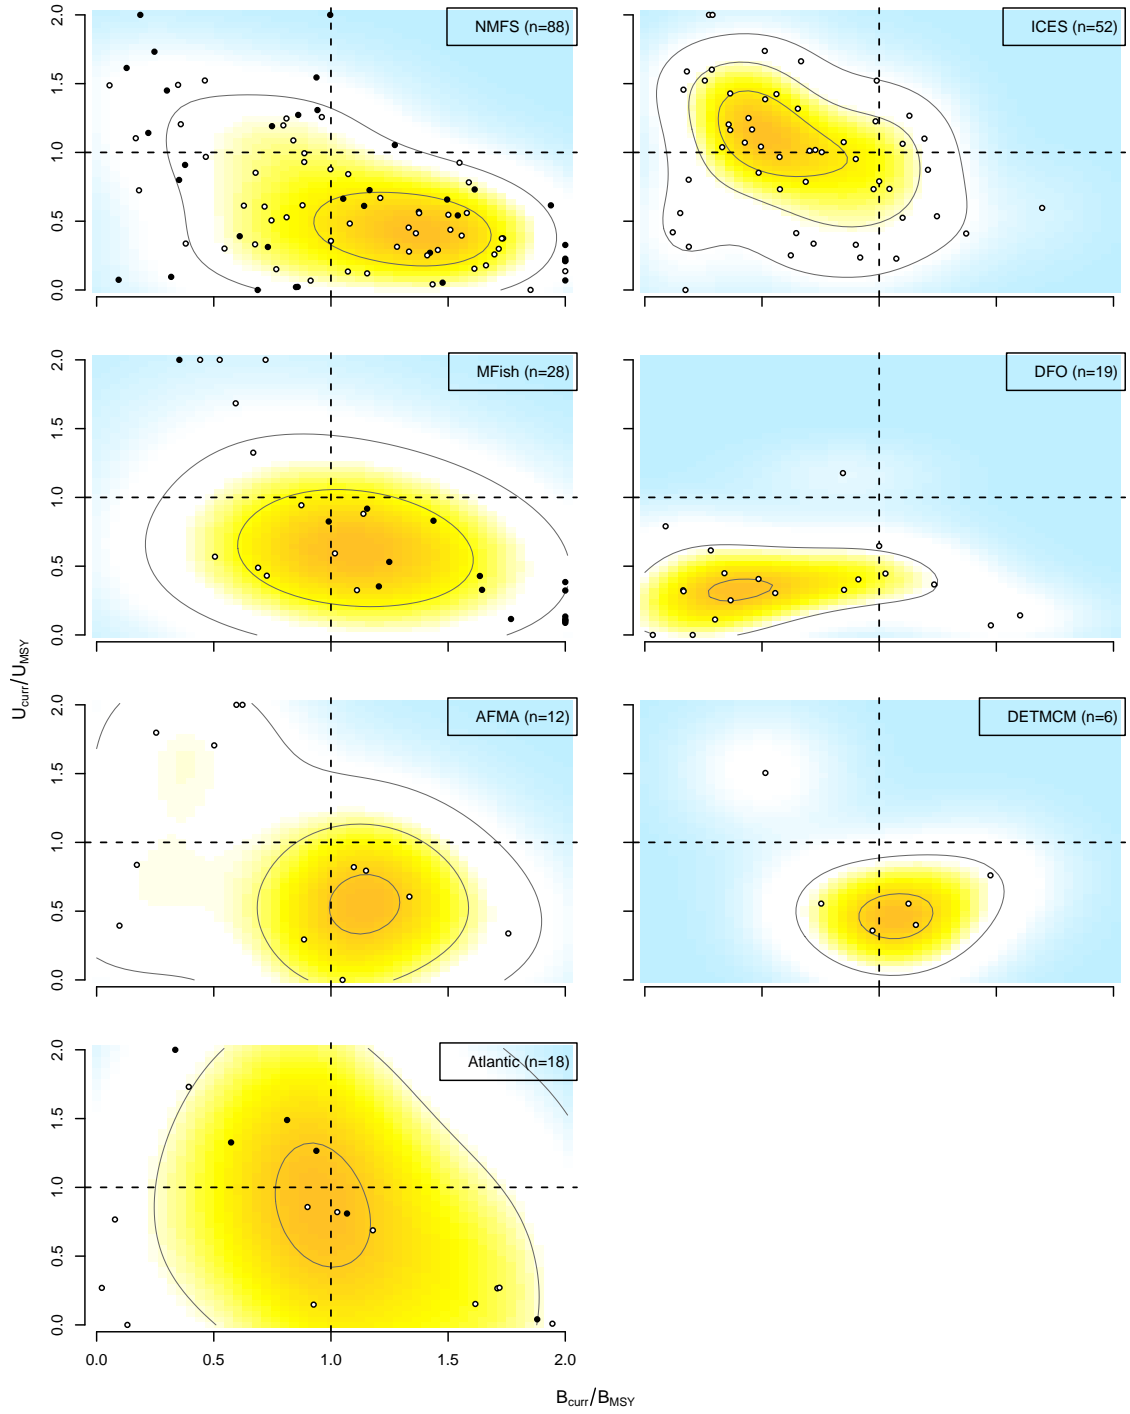 NMFS (n=88)
ICES (n=52)
2.0
1.5
1.0
0.5
0.0
MFish (n=28)
DFO (n=19)
2.0
1.5
1.0
0.5
0.0
U_curr/U_MSY
AFMA (n=12)
DETMCM (n=6)
2.0
1.5
1.0
0.5
0.0
Atlantic (n=18)
2.0
1.5
1.0
0.5
0.0
0.0 0.5 1.0 1.5 2.0
B_curr/B_MSY